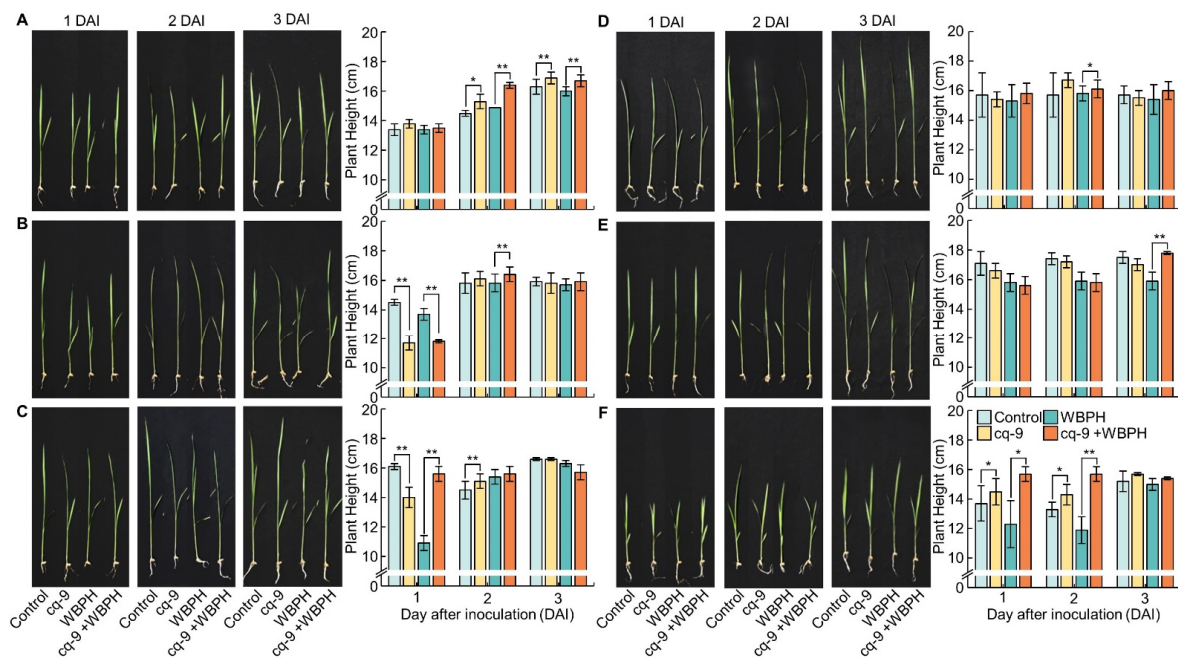 A
1 DAI
2 DAI
3 DAI
Plant Height (cm)
20
18
16
14
12
10
0
* ** ** **
D
1 DAI
2 DAI
3 DAI
Plant Height (cm)
20
18
16
14
12
10
0
*
B
Plant Height (cm)
20
18
16
14
12
10
0
** ** **
E
Plant Height (cm)
20
18
16
14
12
10
0
**
C
Plant Height (cm)
20
18
16
14
12
10
0
** ** **
1 2 3
Day after inoculation (DAI)
Control cq-9 WBPH cq-9 +WBPH
Control cq-9 WBPH cq-9 +WBPH
Control cq-9 WBPH cq-9 +WBPH
F
Plant Height (cm)
20
18
16
14
12
10
0
Control WBPH
cq-9 cq-9 +WBPH
* * * **
1 2 3
Day after inoculation (DAI)
Control cq-9 WBPH cq-9 +WBPH
Control cq-9 WBPH cq-9 +WBPH
Control cq-9 WBPH cq-9 +WBPH